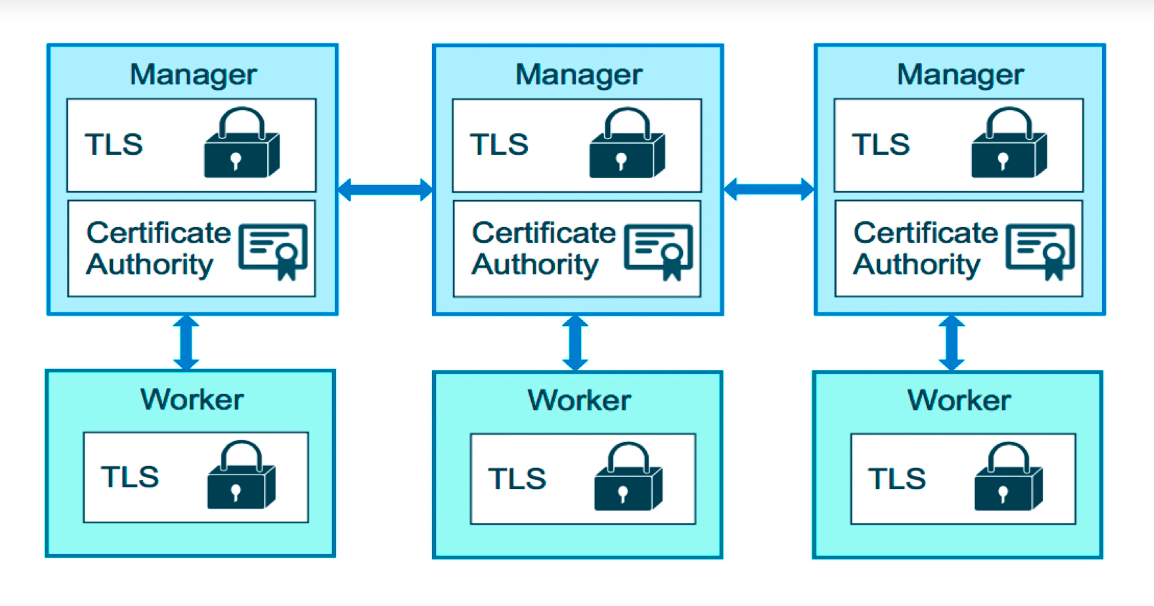 Manager
TLS
Certificate
Authority
Manager
TLS
Certificate
Authority
Manager
TLS
Certificate
Authority
Worker
TLS
Worker
TLS
Worker
TLS